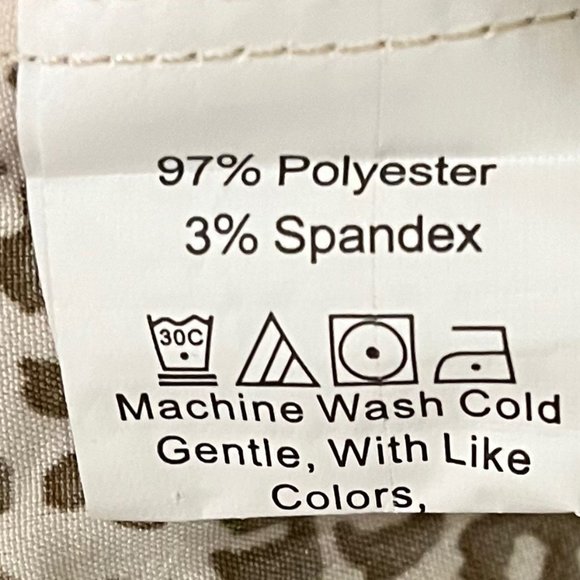 97% Polyester
3% Spandex
30C
Machine Wash Cold
Gentle, With Like
Colors,